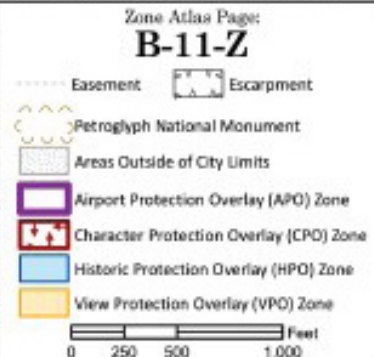 Zone Atlas Page:
B-11-Z
Easement Escarpment
Petroglyph National Monument
Areas Outside of City Limits
Airport Protection Overlay (APO) Zone
Character Protection Overlay (CPO) Zone
Historic Protection Overlay (HPO) Zone
View Protection Overlay (VPO) Zone
Feet
0 250 500 1,000